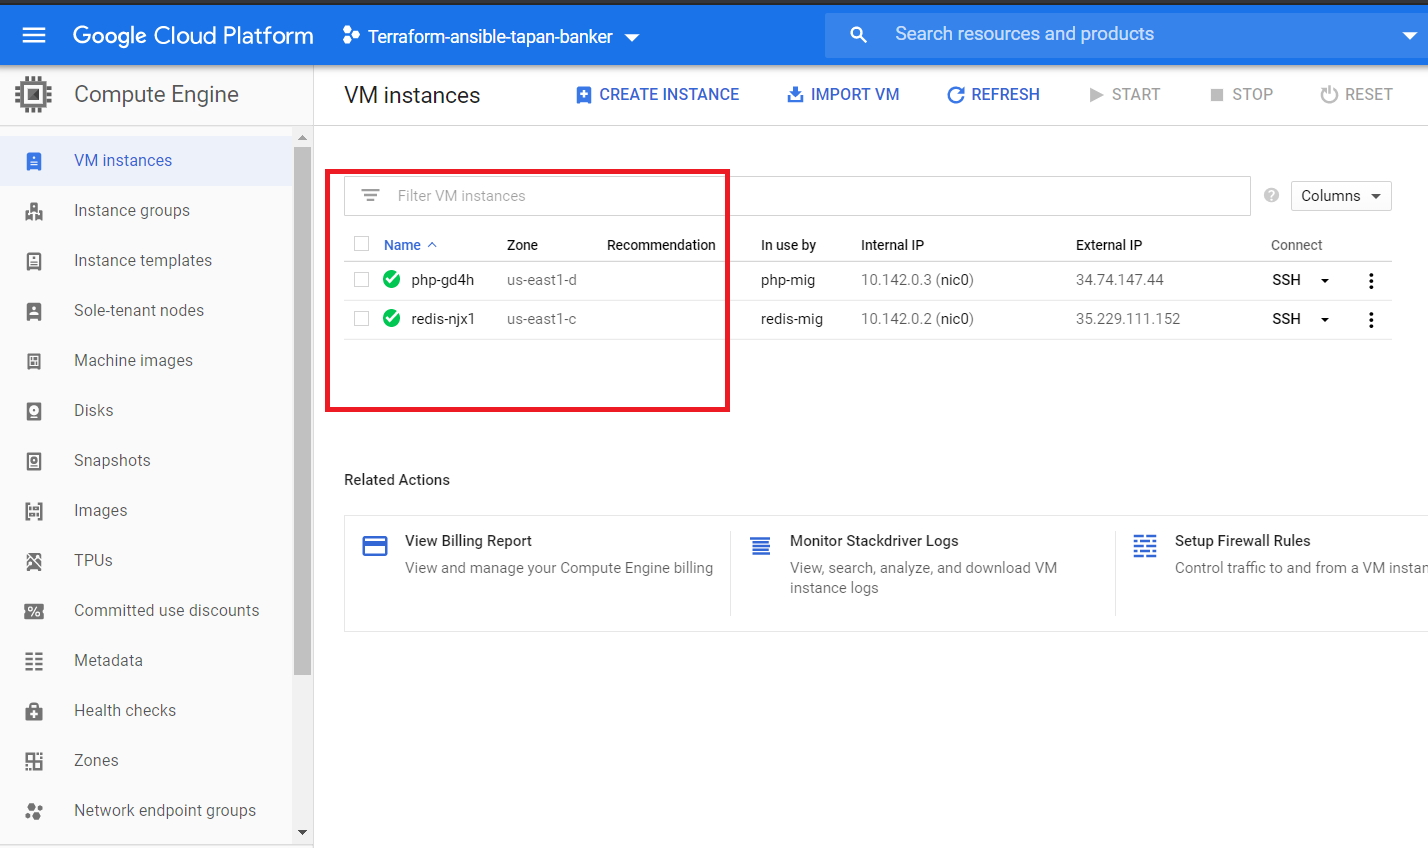 Google Cloud Platform
Terraform-ansible-tapan-banker
Search resources and products
Compute Engine
VM instances
CREATE INSTANCE
IMPORT VM
REFRESH
START
STOP
RESET
VM instances
Instance groups
Instance templates
Sole-tenant nodes
Machine images
Disks
Snapshots
Images
TPUs
Committed use discounts
Metadata
Health checks
Zones
Network endpoint groups
Filter VM instances
Columns
Name Zone Recommendation In use by Internal IP External IP Connect
php-gd4h us-east1-d php-mig 10.142.0.3 (nic0) 34.74.147.44 SSH
redis-njx1 us-east1-c redis-mig 10.142.0.2 (nic0) 35.229.111.152 SSH
Related Actions
View Billing Report
View and manage your Compute Engine billing
Monitor Stackdriver Logs
View, search, analyze, and download VM
instance logs
Setup Firewall Rules
Control traffic to and from a VM instan